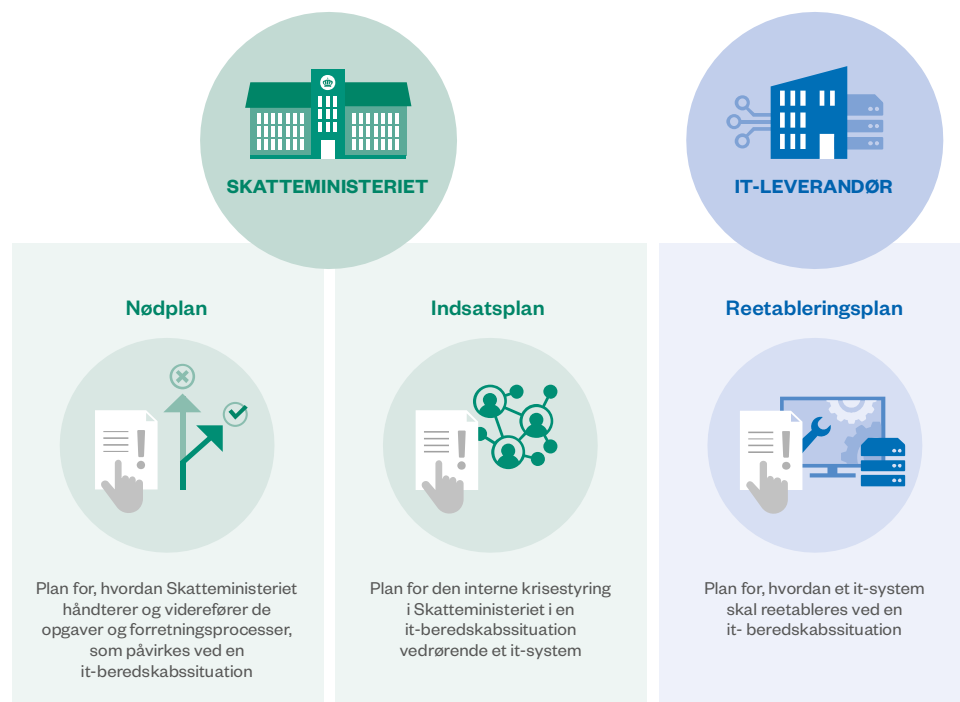 SKATTEMINISTERIET
IT-LEVERANDØR
Nødplan
Plan for, hvordan Skatteministeriet
håndterer og viderefører de
opgaver og forretningsprocesser,
som påvirkes ved en
it-beredskabssituation
Indsatsplan
Plan for den interne krisestyring
i Skatteministeriet i en
it-beredskabssituation
vedrørende et it-system
Reetableringsplan
Plan for, hvordan et it-system
skal reetableres ved en
it- beredskabssituation